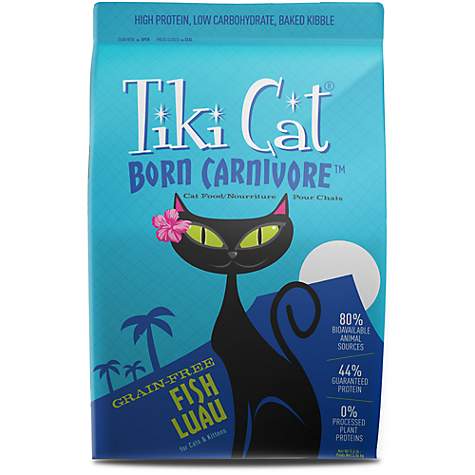 HIGH PROTEIN, LOW CARBOHYDRATE, BAKED KIBBLE
Tiki Cat®
BORN CARNIVORE™
Cat Food/Nourriture Pour Chats
80%
BIOAVAILABLE
ANIMAL
SOURCES
44%
GUARANTEED
PROTEIN
0%
PROCESSED
PLANT
PROTEINS
GRAIN-FREE
FISH
LUAU
for Cats & Kittens